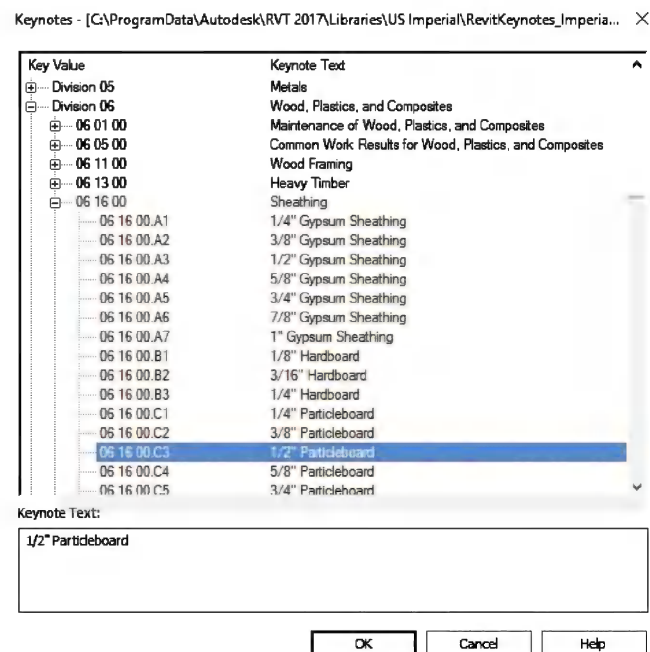 Keynotes - [C:\ProgramData\Autodesk\RVT 2017\Libraries\US Imperial\RevitKeynotes_Imperia...
Key Value Keynote Text
Division 05 Metals
Division 06 Wood, Plastics, and Composites
06 01 00 Maintenance of Wood, Plastics, and Composites
06 05 00 Common Work Results for Wood, Plastics, and Composites
06 11 00 Wood Framing
06 13 00 Heavy Timber
06 16 00 Sheathing
06 16 00.A1 1/4" Gypsum Sheathing
06 16 00.A2 3/8" Gypsum Sheathing
06 16 00.A3 1/2" Gypsum Sheathing
06 16 00.A4 5/8" Gypsum Sheathing
06 16 00.A5 3/4" Gypsum Sheathing
06 16 00.A6 7/8" Gypsum Sheathing
06 16 00.A7 1" Gypsum Sheathing
06 16 00.B1 1/8" Hardboard
06 16 00.B2 3/16" Hardboard
06 16 00.B3 1/4" Hardboard
06 16 00.C1 1/4" Particleboard
06 16 00.C2 3/8" Particleboard
06 16 00.C3 1/2" Particleboard
06 16 00.C4 5/8" Particleboard
06 16 00.C5 3/4" Particleboard
Keynote Text:
1/2" Particleboard
OK Cancel Help